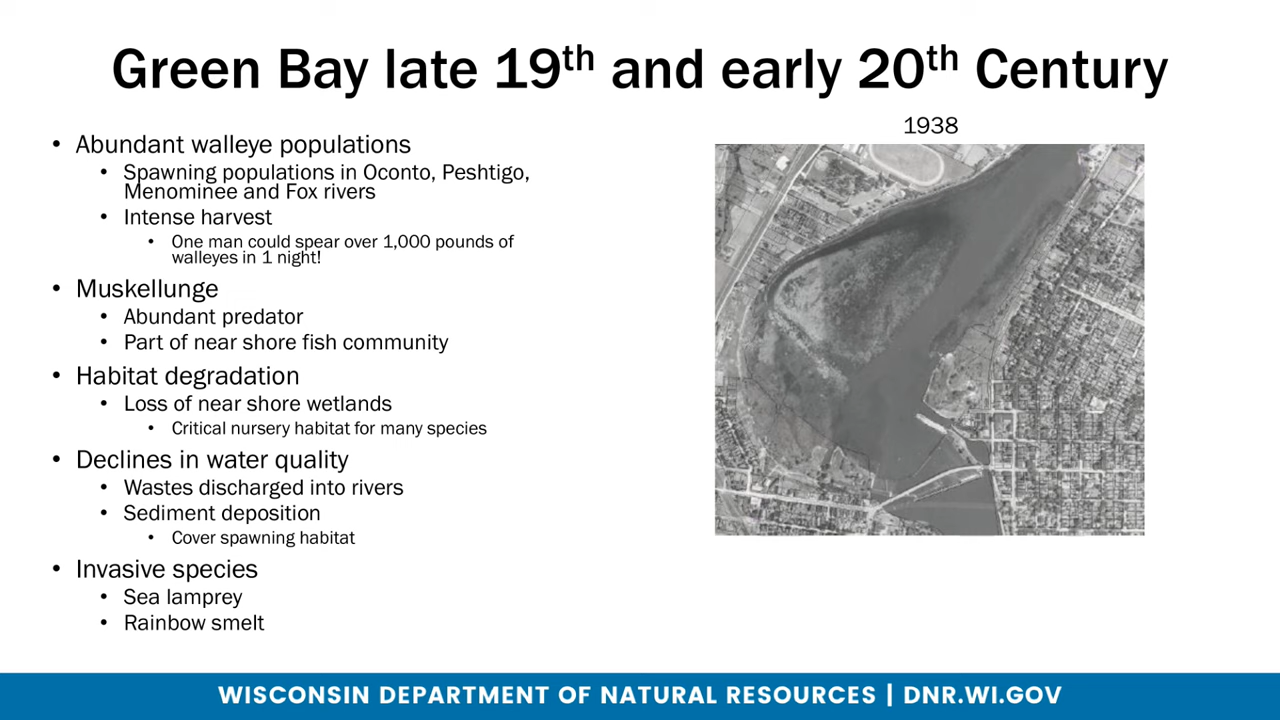 Green Bay late 19th and early 20th Century
1938
• Abundant walleye populations
• Spawning populations in Oconto, Peshtigo,
Menominee and Fox rivers
• Intense harvest
• One man could spear over 1,000 pounds of
walleyes in 1 night!
• Muskellunge
• Abundant predator
• Part of near shore fish community
• Habitat degradation
• Loss of near shore wetlands
• Critical nursery habitat for many species
• Declines in water quality
• Wastes discharged into rivers
• Sediment deposition
• Cover spawning habitat
• Invasive species
• Sea lamprey
• Rainbow smelt
WISCONSIN DEPARTMENT OF NATURAL RESOURCES | DNR.WI.GOV